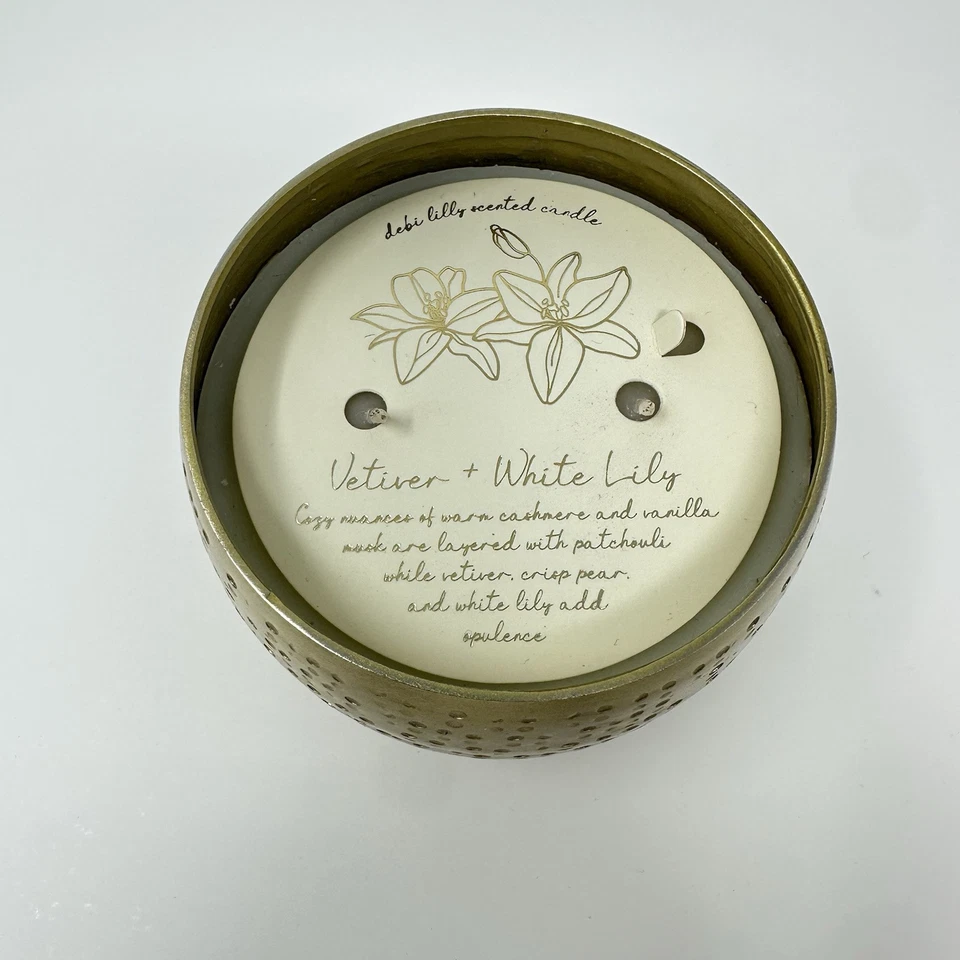 debi lilly scented candle
Vetiver + White Lily
Cozy nuances of warm cashmere and vanilla
musk are layered with patchouli
while vetiver, crisp pear,
and white lily add
opulence